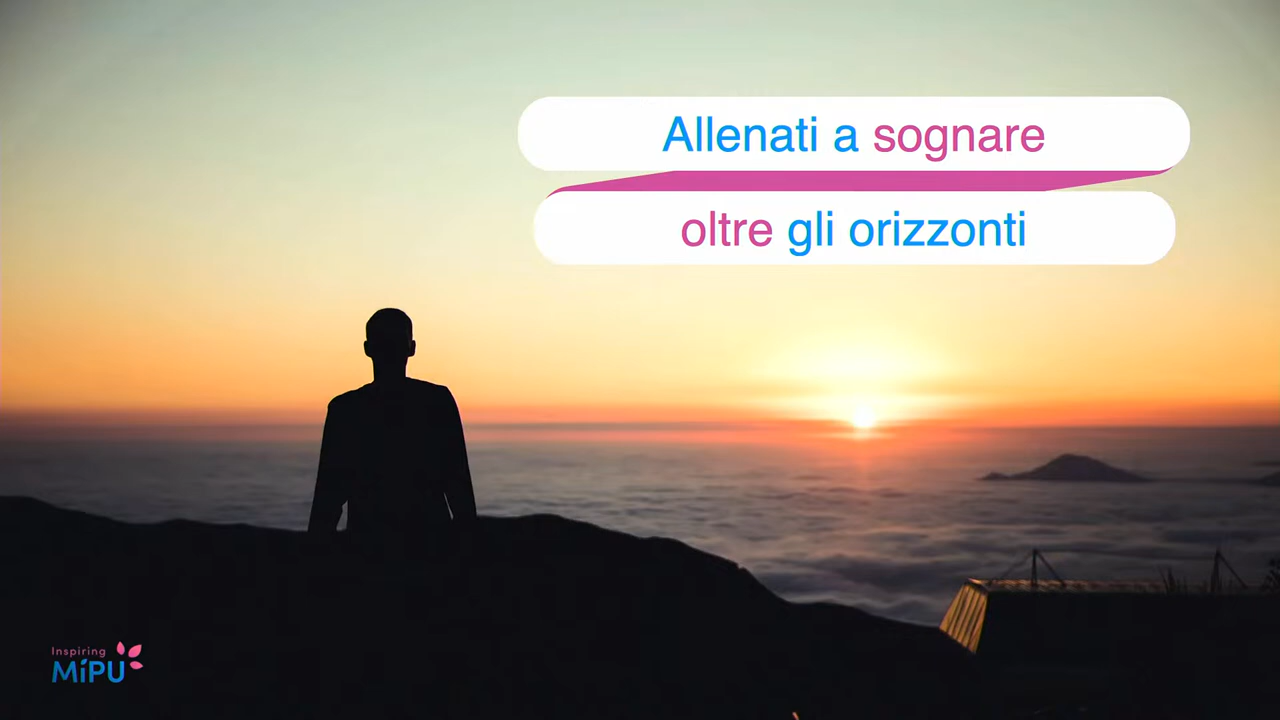 Allenati a sognare
oltre gli orizzonti
Inspiring
MiPU